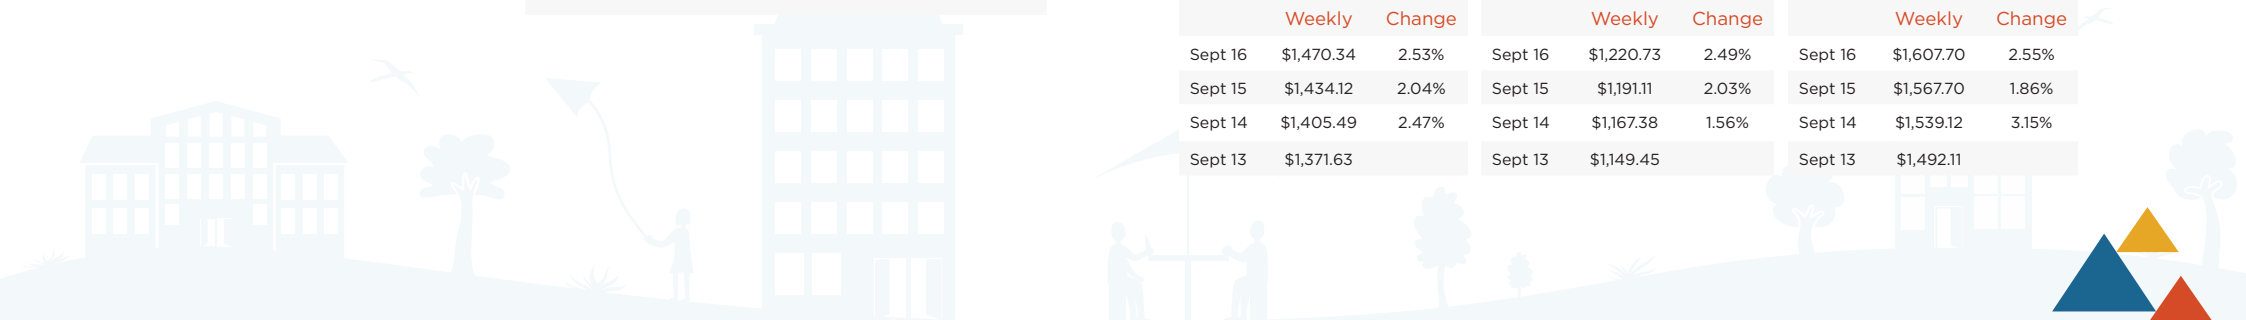 Weekly Change Weekly Change Weekly Change
Sept 16 $1,470.34 2.53% Sept 16 $1,220.73 2.49% Sept 16 $1,607.70 2.55%
Sept 15 $1,434.12 2.04% Sept 15 $1,191.11 2.03% Sept 15 $1,567.70 1.86%
Sept 14 $1,405.49 2.47% Sept 14 $1,167.38 1.56% Sept 14 $1,539.12 3.15%
Sept 13 $1,371.63 Sept 13 $1,149.45 Sept 13 $1,492.11